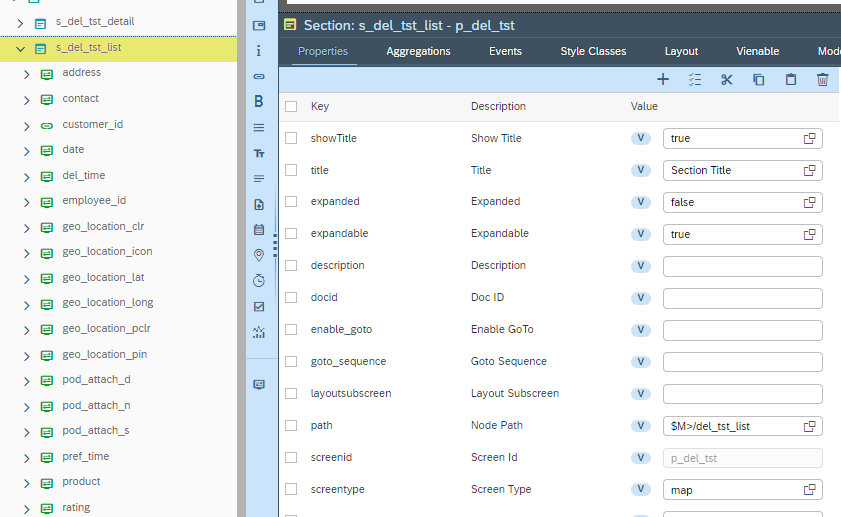 s_del_tst_detail
s_del_tst_list
address
contact
customer_id
date
del_time
employee_id
geo_location_clr
geo_location_icon
geo_location_lat
geo_location_long
geo_location_pclr
geo_location_pin
pod_attach_d
pod_attach_n
pod_attach_s
pref_time
product
rating
i
B
Tт
Section: s_del_tst_list - p_del_tst
Properties Aggregations Events Style Classes Layout Vienable Mod
Key Description Value
showTitle Show Title V true
title Title V Section Title
expanded Expanded V false
expandable Expandable V true
description Description V
docid Doc ID V
enable_goto Enable GoTo V
goto_sequence Goto Sequence V
layoutsubscreen Layout Subscreen V
path Node Path V $M>/del_tst_list
screenid Screen Id V p_del_tst
screentype Screen Type V map